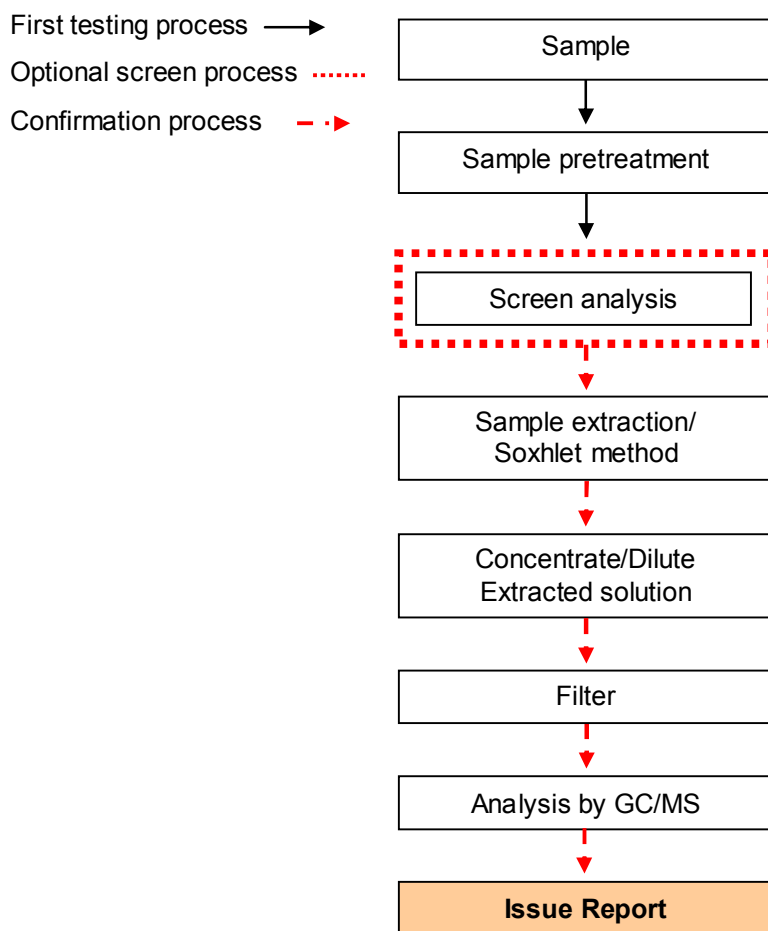 First testing process
Optional screen process
Confirmation process
Sample
Sample pretreatment
Screen analysis
Sample extraction/
Soxhlet method
Concentrate/Dilute
Extracted solution
Filter
Analysis by GC/MS
Issue Report